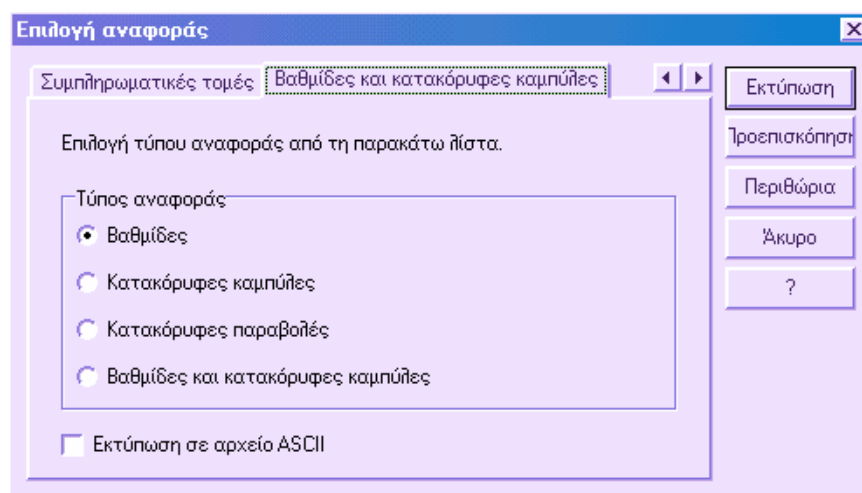 Επιλογή αναφοράς
Συμπληρωματικές τομές Βαθμίδες και κατακόρυφες καμπύλες
Εκτύπωση
Επιλογή τύπου αναφοράς από τη παρακάτω λίστα.
Προεπισκόπηση
Τύπος αναφοράς
Περιθώρια
Βαθμίδες
Άκυρο
Κατακόρυφες καμπύλες
?
Κατακόρυφες παραβολές
Βαθμίδες και κατακόρυφες καμπύλες
Εκτύπωση σε αρχείο ASCII